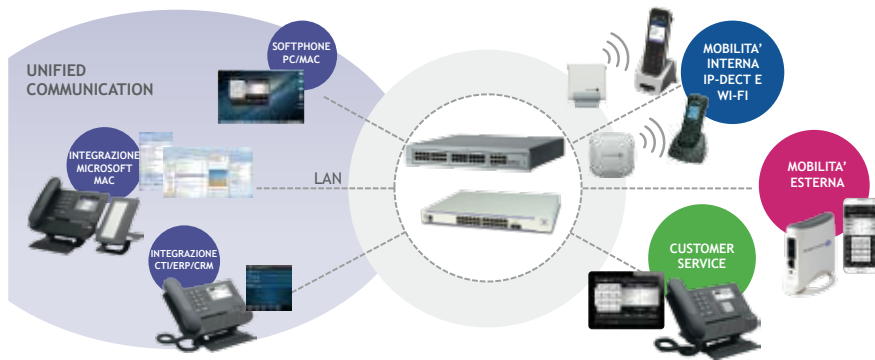 SOFTPHONE
PC/MAC
UNIFIED
COMMUNICATION
INTEGRAZIONE
MICROSOFT
MAC
LAN
INTEGRAZIONE
CTI/ERP/CRM
MOBILITA'
INTERNA
IP-DECT E
WI-FI
MOBILITA'
ESTERNA
CUSTOMER
SERVICE